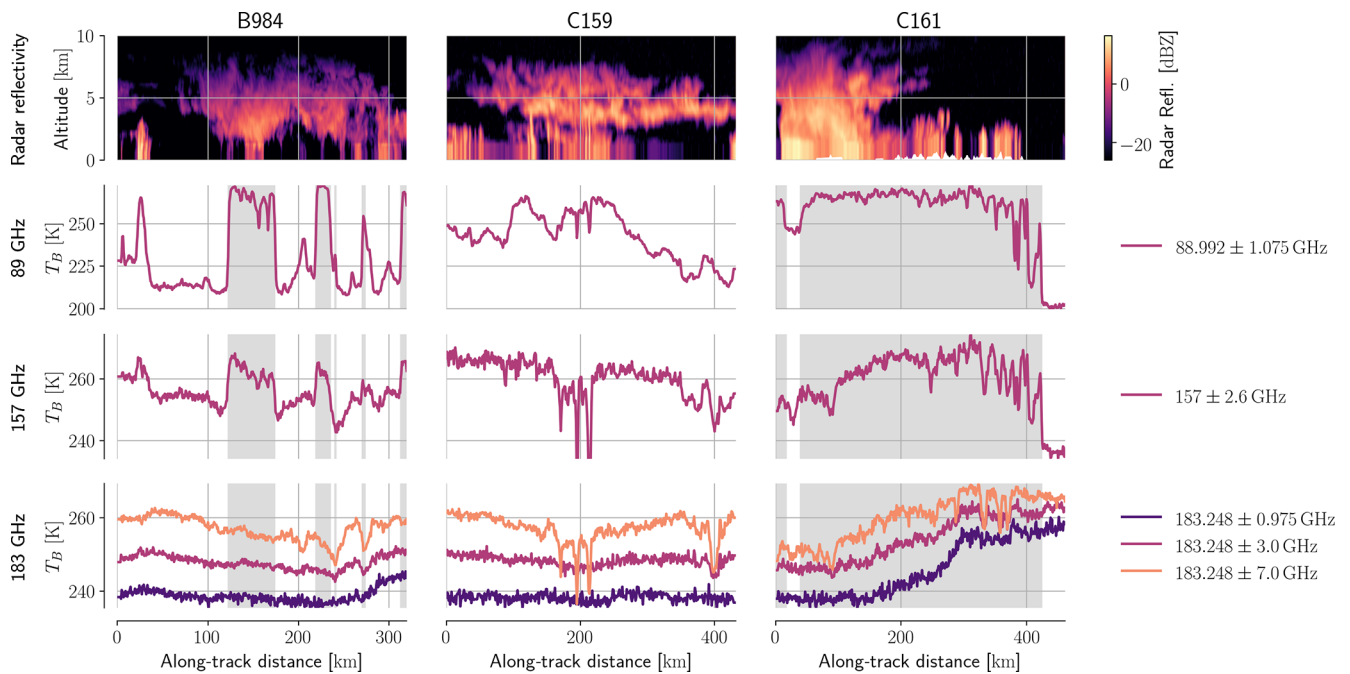 B984 C159 C161
Radar reflectivity
Altitude [km]
10
5
0
Radar Refl. [dBZ]
0
−20
89 GHz
T_B [K]
250
225
200
88.992 ± 1.075 GHz
157 GHz
T_B [K]
260
240
157 ± 2.6 GHz
183 GHz
T_B [K]
260
240
183.248 ± 0.975 GHz
183.248 ± 3.0 GHz
183.248 ± 7.0 GHz
0 100 200 300 0 200 400 0 200 400
Along-track distance [km] Along-track distance [km] Along-track distance [km]